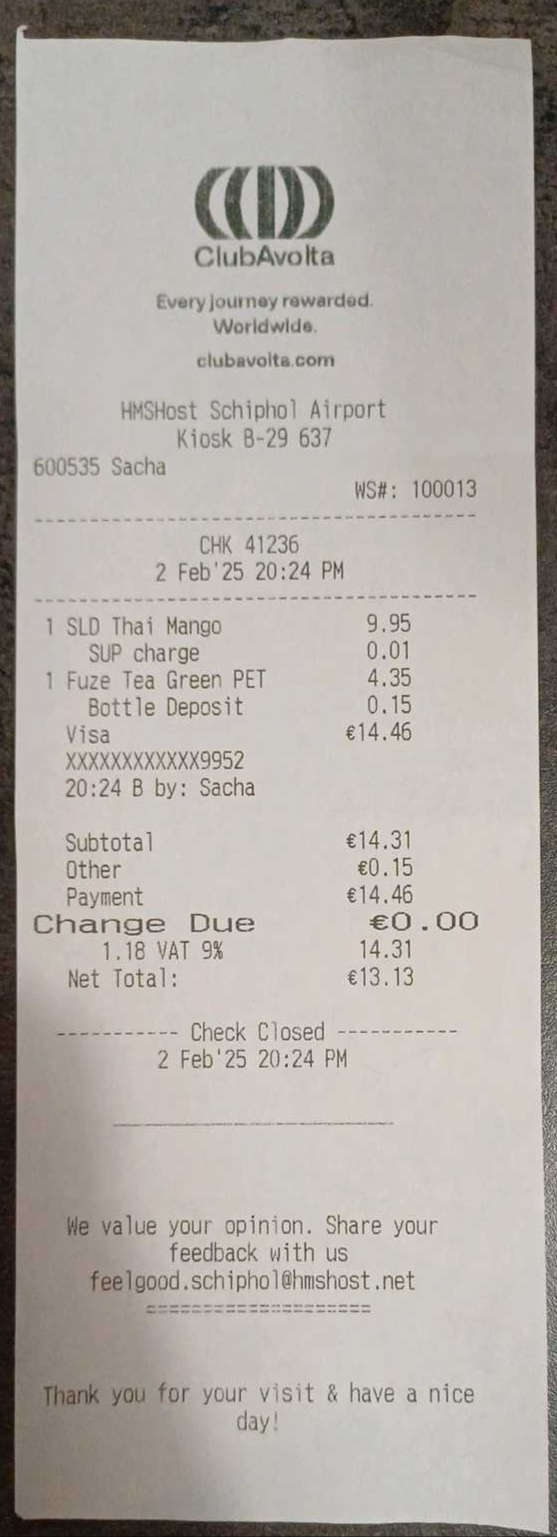 ClubAvolta
Every journey rewarded.
Worldwide.
clubavolta.com
HMSHost Schiphol Airport
Kiosk B-29 637
600535 Sacha
WS#: 100013
CHK 41236
2 Feb'25 20:24 PM
1 SLD Thai Mango 9.95
SUP charge 0.01
1 Fuze Tea Green PET 4.35
Bottle Deposit 0.15
Visa €14.46
XXXXXXXXXXXX9952
20:24 B by: Sacha
Subtotal €14.31
Other €0.15
Payment €14.46
Change Due €0.00
1.18 VAT 9% 14.31
Net Total: €13.13
----------- Check Closed -----------
2 Feb'25 20:24 PM
We value your opinion. Share your
feedback with us
feelgood.schiphol@hmshost.net
====================
Thank you for your visit & have a nice
day!